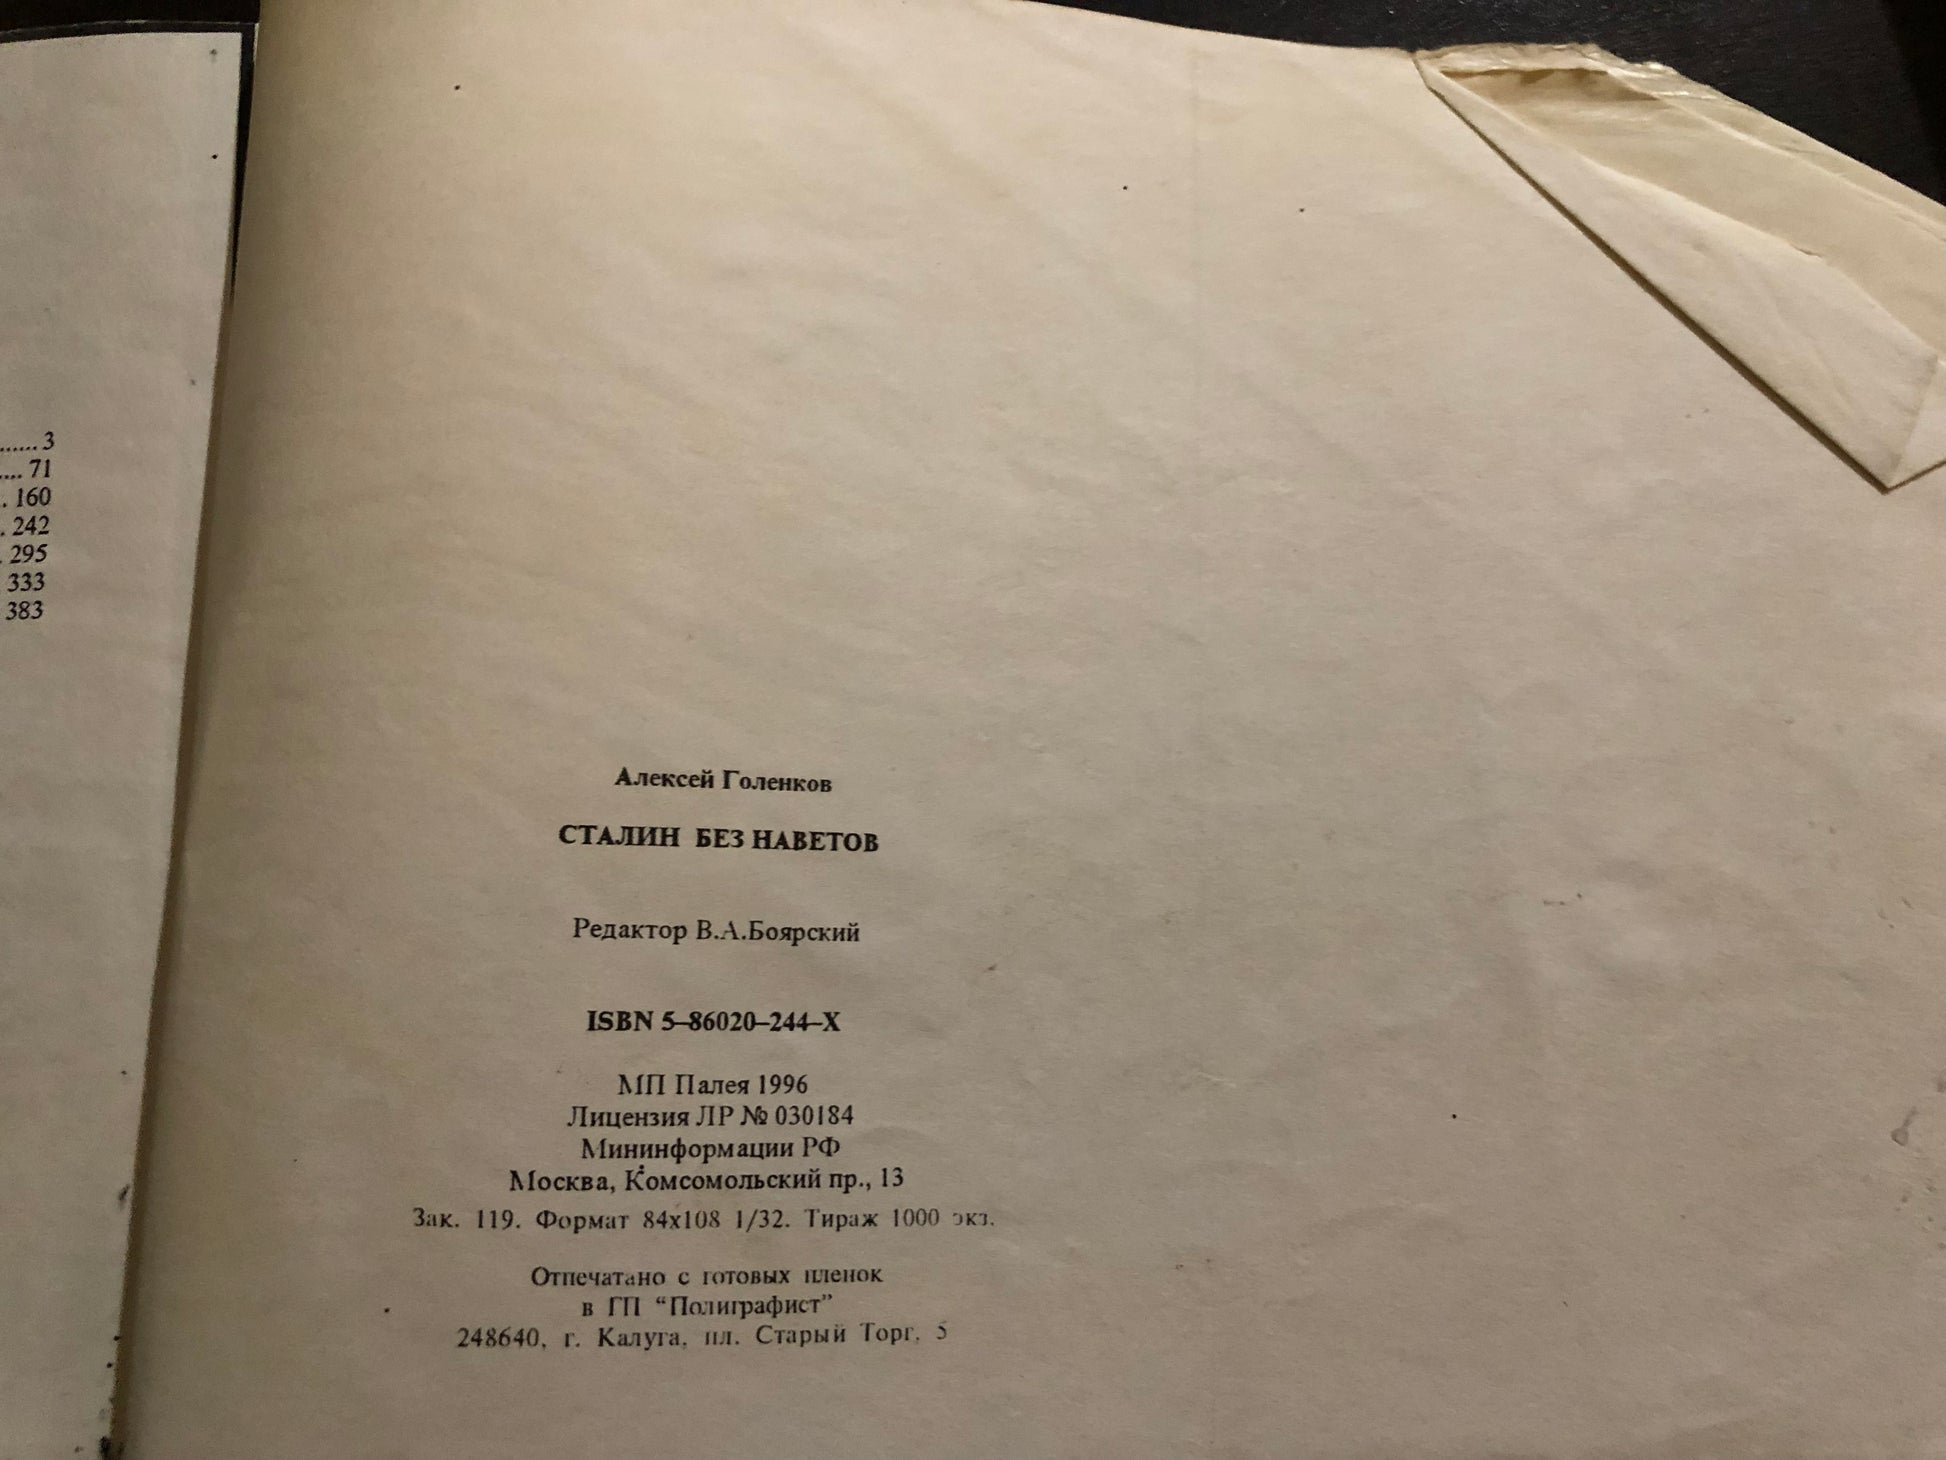 ...... 3
.... 71
. 160
. 242
. 295
333
383
Алексей Голенков
СТАЛИН БЕЗ НАВЕТОВ
Редактор В.А.Боярский
ISBN 5–86020–244–X
МП Палея 1996
Лицензия ЛР № 030184
Мининформации РФ
Москва, Комсомольский пр., 13
Зак. 119. Формат 84х108 1/32. Тираж 1000 экз.
Отпечатано с готовых пленок
в ГП “Полиграфист”
248640, г. Калуга, пл. Старый Торг, 5